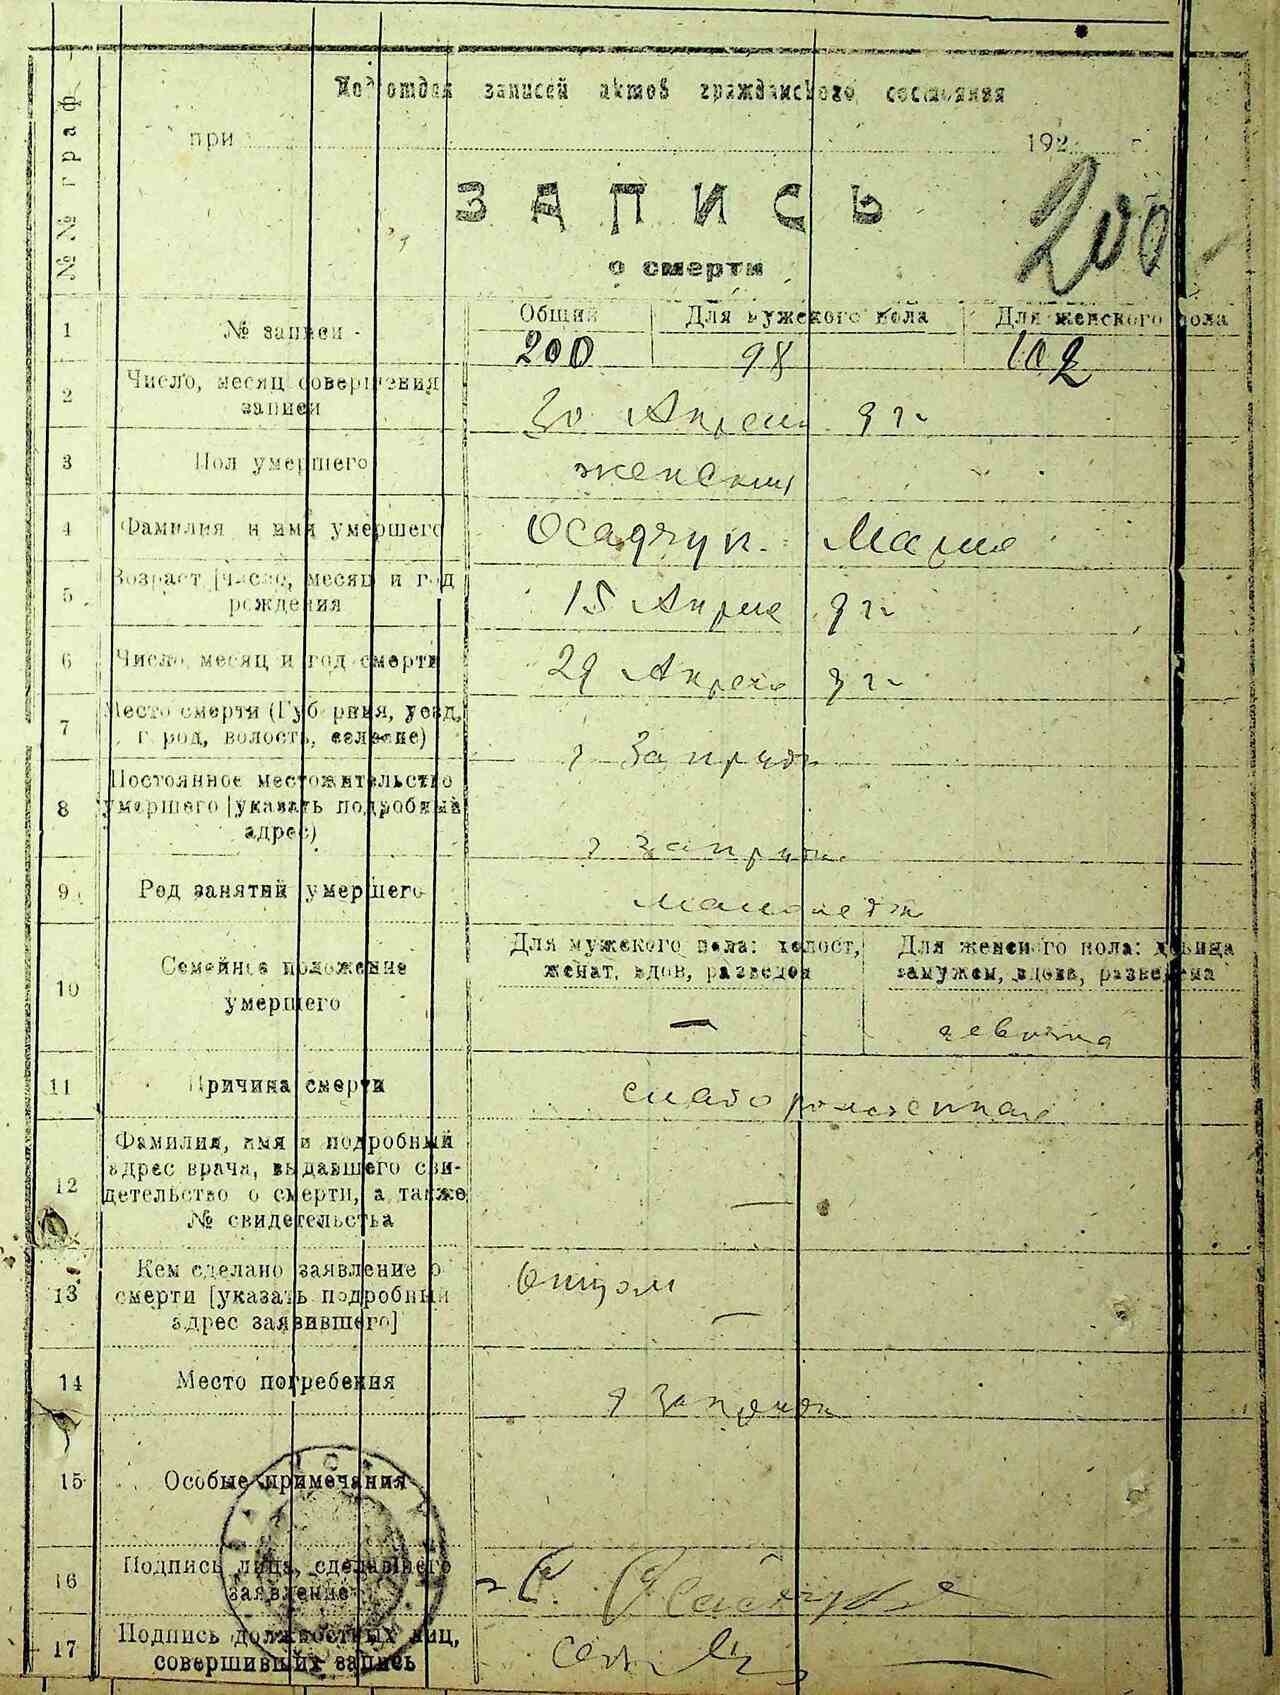 Подотдел записей актов гражданского состояния
при 192 г.
№№ граф
ЗАПИСЬ
200
о смерти
1 № записи - Общий Для мужского пола Для женского пола
200 98 102
2 Число, месяц совершения записи
30 Апреля 9 г.
3 Пол умершего
женский
4 Фамилия и имя умершего
Осадчук. Мария
5 Возраст [число, месяц и год рождения
15 Апреля 9 г.
6 Число, месяц и год смерти
29 Апреля 9 г.
7 Место смерти (Губерния, уезд,
город, волость, селение)
8 Постоянное местожительство
умершего [указать подробный
адрес)
9 Род занятий умершего
малолетн
10 Семейное положение
умершего
Для мужского пола: холост,
женат, вдов, разведен
—
Для женского пола: девица
замужем, вдова, разведена
девица
11 Причина смерти
слаборожденная
12 Фамилия, имя и подробный
адрес врача, выдавшего сви-
детельство о смерти, а также
№ свидетельства
—
13 Кем сделано заявление о
смерти [указать подробный
адрес заявившего]
Отцом
—
14 Место погребения
15 Особые примечания
16 Подпись лица, сделавшего
заявление
17 Подпись должностных лиц,
совершивших запись